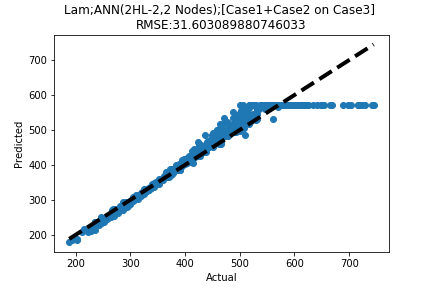 Lam;ANN(2HL-2,2 Nodes);[Case1+Case2 on Case3]
RMSE:31.603089880746033
700
600
500
400
300
200
Predicted
200 300 400 500 600 700
Actual